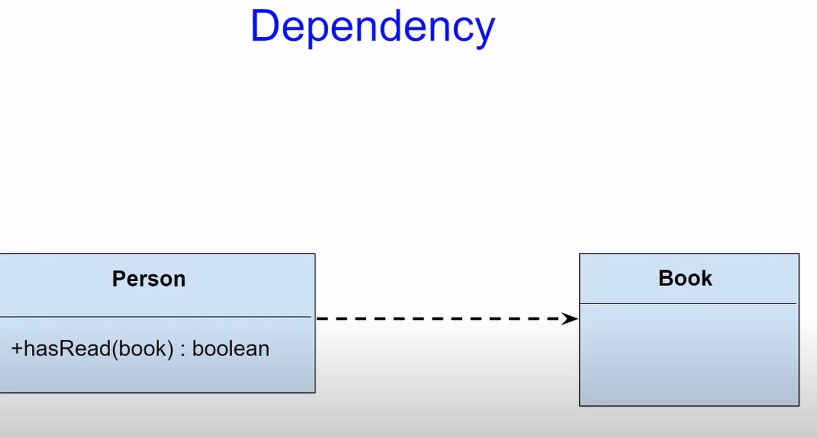 Dependency
Person
Book
+hasRead(book) : boolean